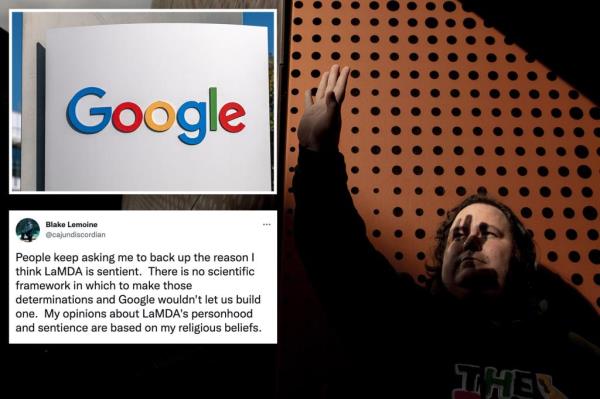 Google
Blake Lemoine
@cajundiscordian
People keep asking me to back up the reason I
think LaMDA is sentient. There is no scientific
framework in which to make those
determinations and Google wouldn't let us build
one. My opinions about LaMDA's personhood
and sentience are based on my religious beliefs.
THE